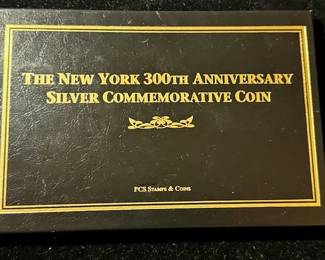 THE NEW YORK 300TH ANNIVERSARY
SILVER COMMEMORATIVE COIN
PCS STAMPS & COINS